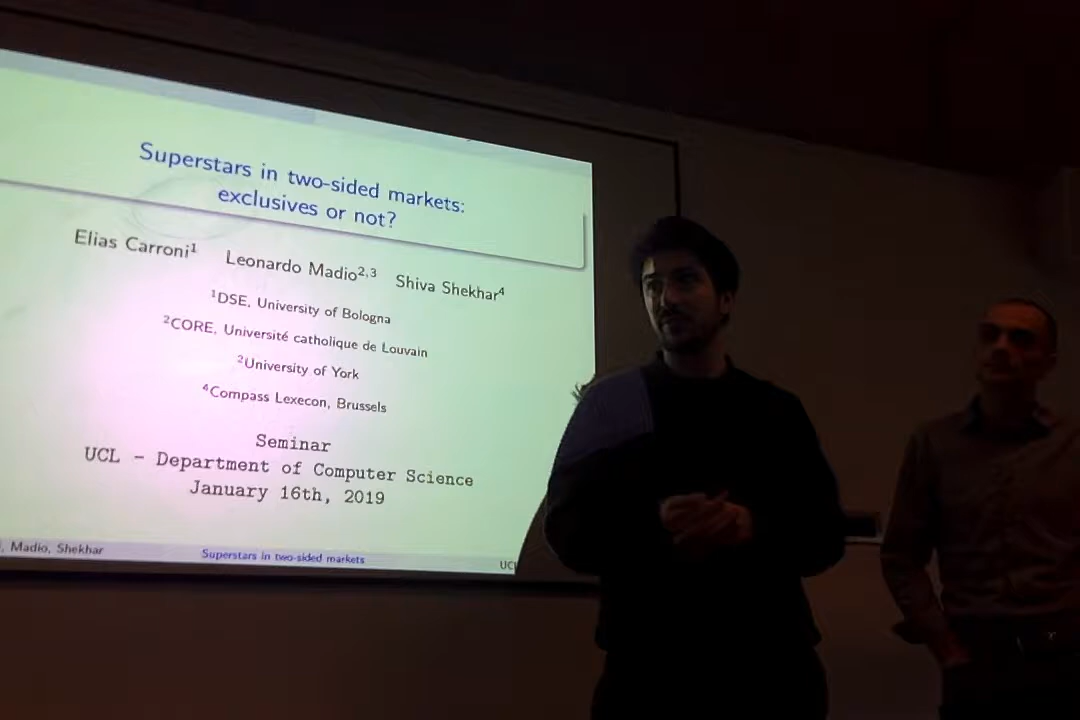 Superstars in two-sided markets:
exclusives or not?
Elias Carroni¹ Leonardo Madio²,³ Shiva Shekhar⁴
¹DSE, University of Bologna
²CORE, Université catholique de Louvain
²University of York
⁴Compass Lexecon, Brussels
Seminar
UCL - Department of Computer Science
January 16th, 2019
, Madio, Shekhar Superstars in two-sided markets UCL